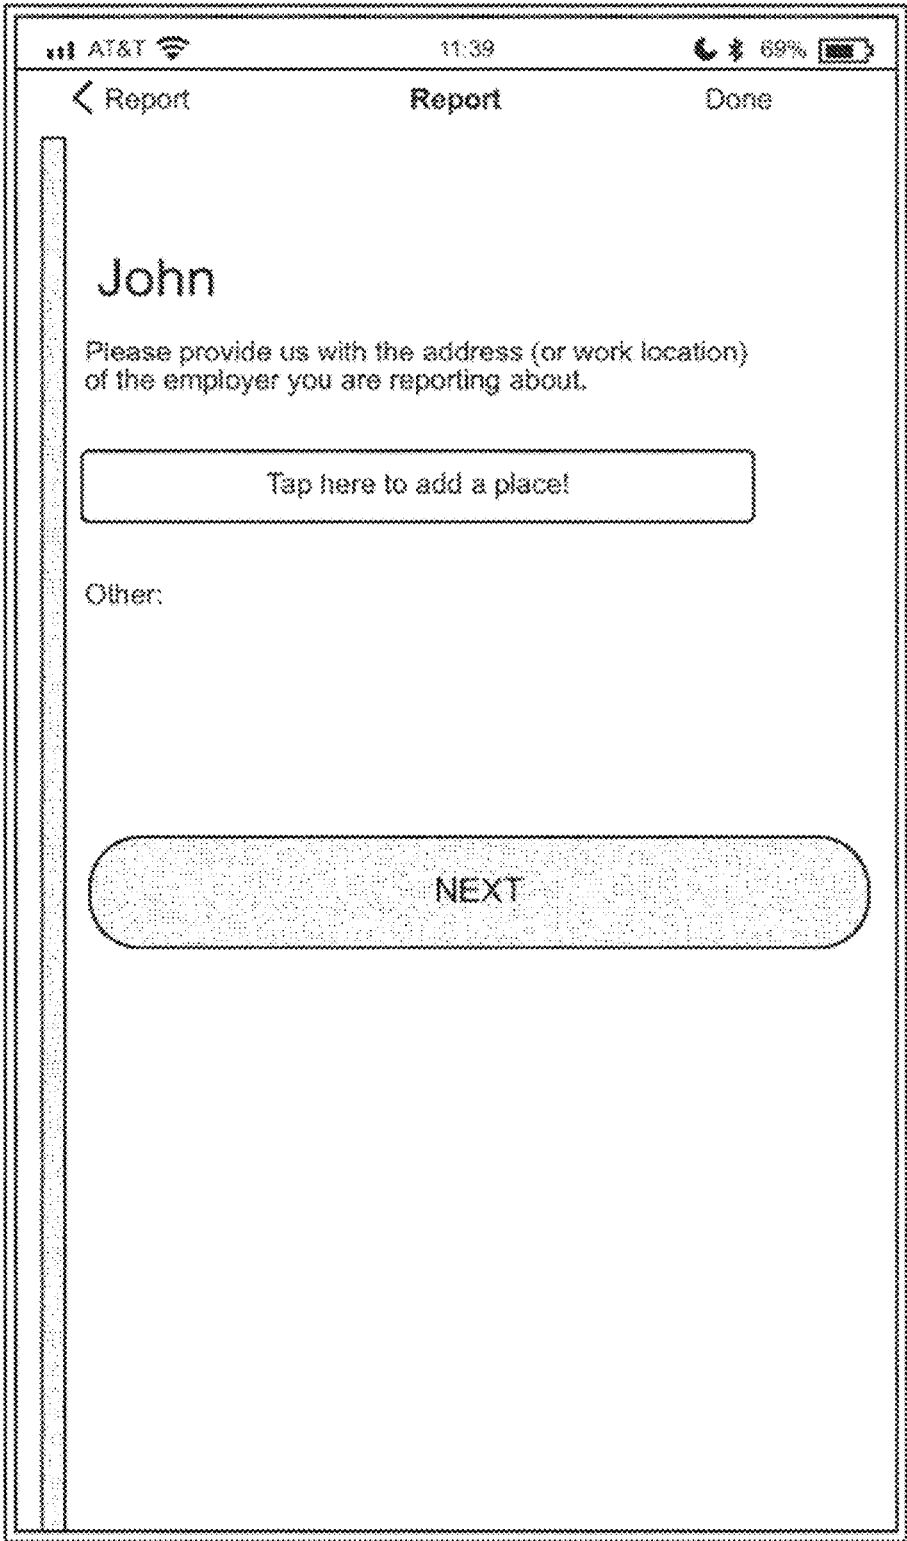 AT&T 11:39 69%
Report Report Done
John
Please provide us with the address (or work location)
of the employer you are reporting about.
Tap here to add a place!
Other:
NEXT